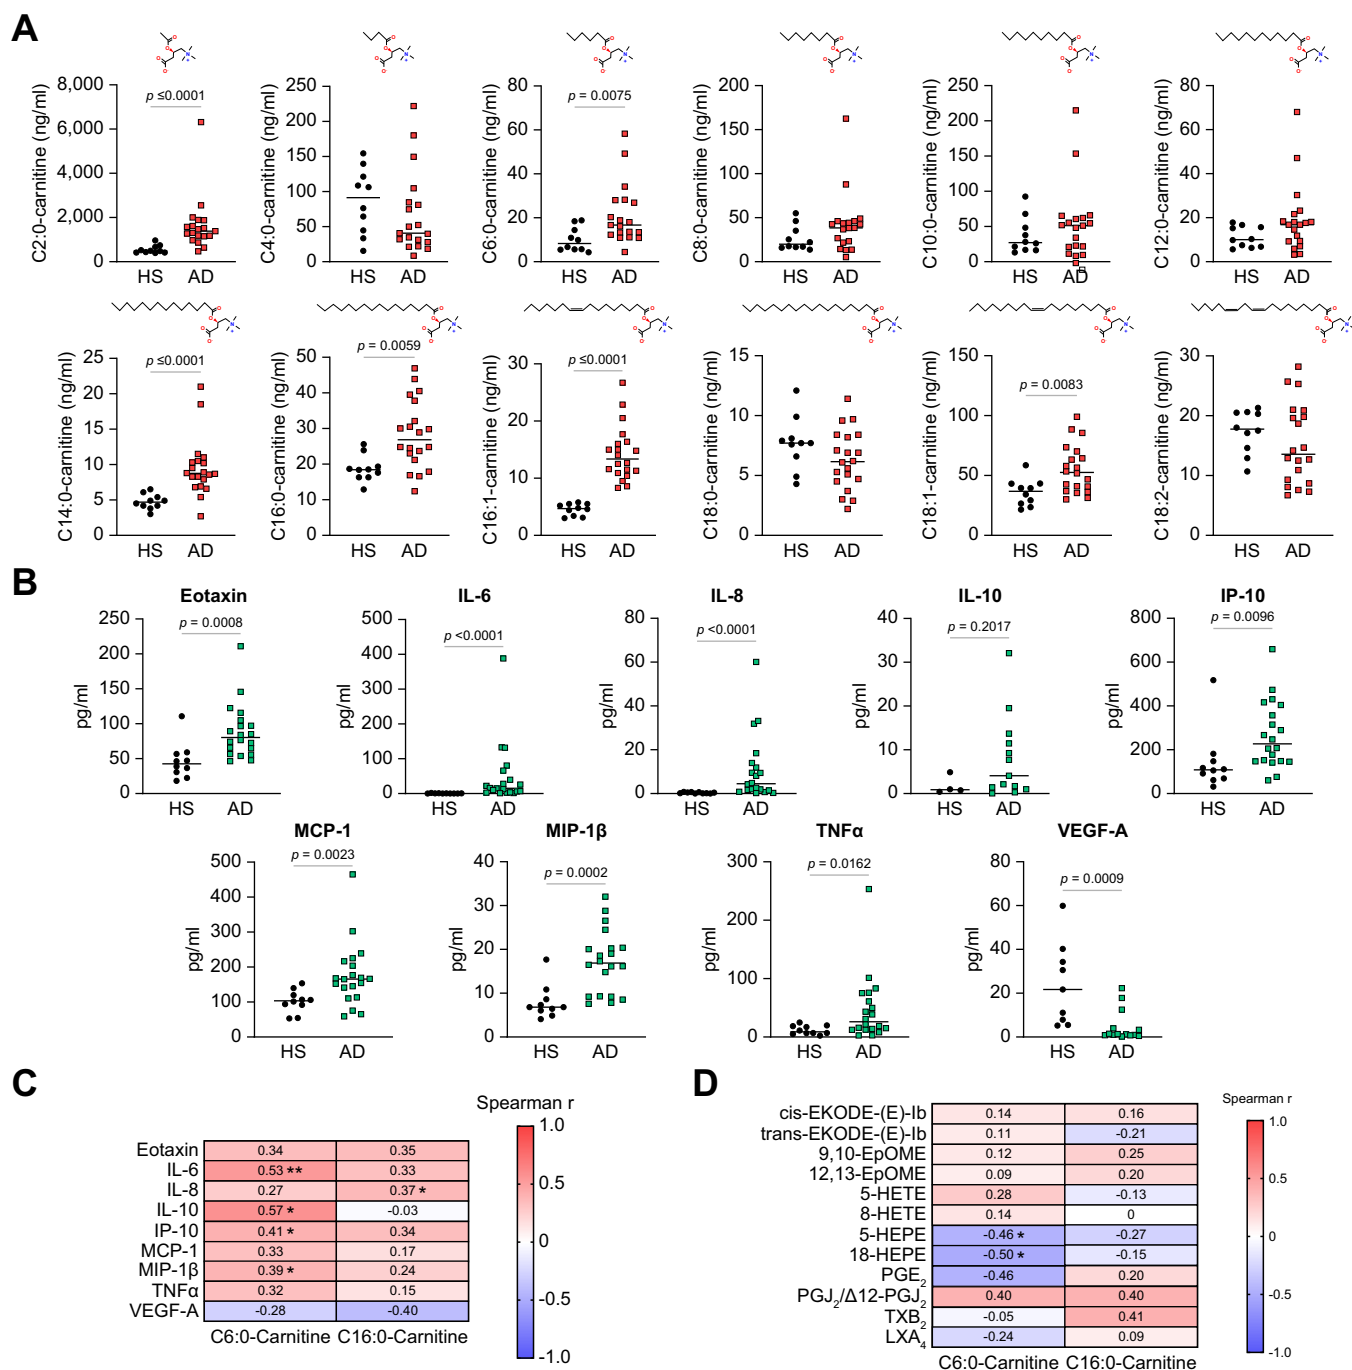 A
C2:0-carnitine (ng/ml)
8,000
6,000
4,000
2,000
0
p ≤0.0001
HS AD
C4:0-carnitine (ng/ml)
250
200
150
100
50
0
HS AD
C6:0-carnitine (ng/ml)
80
60
40
20
0
p = 0.0075
HS AD
C8:0-carnitine (ng/ml)
200
150
100
50
0
HS AD
C10:0-carnitine (ng/ml)
250
200
150
100
50
0
HS AD
C12:0-carnitine (ng/ml)
80
60
40
20
0
HS AD
C14:0-carnitine (ng/ml)
25
20
15
10
5
0
p ≤0.0001
HS AD
C16:0-carnitine (ng/ml)
50
40
30
20
10
0
p = 0.0059
HS AD
C16:1-carnitine (ng/ml)
30
20
10
0
p ≤0.0001
HS AD
C18:0-carnitine (ng/ml)
15
10
5
0
HS AD
C18:1-carnitine (ng/ml)
150
100
50
0
p = 0.0083
HS AD
C18:2-carnitine (ng/ml)
30
20
10
0
HS AD
B
Eotaxin
pg/ml
250
200
150
100
50
0
p = 0.0008
HS AD
IL-6
pg/ml
500
400
300
200
100
0
p <0.0001
HS AD
IL-8
pg/ml
80
60
40
20
0
p <0.0001
HS AD
IL-10
pg/ml
40
30
20
10
0
p = 0.2017
HS AD
IP-10
pg/ml
800
600
400
200
0
p = 0.0096
HS AD
MCP-1
pg/ml
500
400
300
200
100
0
p = 0.0023
HS AD
MIP-1β
pg/ml
40
30
20
10
0
p = 0.0002
HS AD
TNFα
pg/ml
300
200
100
0
p = 0.0162
HS AD
VEGF-A
pg/ml
80
60
40
20
0
p = 0.0009
HS AD
C
Spearman r
Eotaxin 0.34 0.35
IL-6 0.53 ** 0.33
IL-8 0.27 0.37 *
IL-10 0.57 * -0.03
IP-10 0.41 * 0.34
MCP-1 0.33 0.17
MIP-1β 0.39 * 0.24
TNFα 0.32 0.15
VEGF-A -0.28 -0.40
C6:0-Carnitine C16:0-Carnitine
1.0
0.5
0
-0.5
-1.0
D
Spearman r
cis-EKODE-(E)-Ib 0.14 0.16
trans-EKODE-(E)-Ib 0.11 -0.21
9,10-EpOME 0.12 0.25
12,13-EpOME 0.09 0.20
5-HETE 0.28 -0.13
8-HETE 0.14 0
5-HEPE -0.46 * -0.27
18-HEPE -0.50 * -0.15
PGE2 -0.46 0.20
PGJ2/Δ12-PGJ2 0.40 0.40
TXB2 -0.05 0.41
LXA4 -0.24 0.09
C6:0-Carnitine C16:0-Carnitine
1.0
0.5
0
-0.5
-1.0